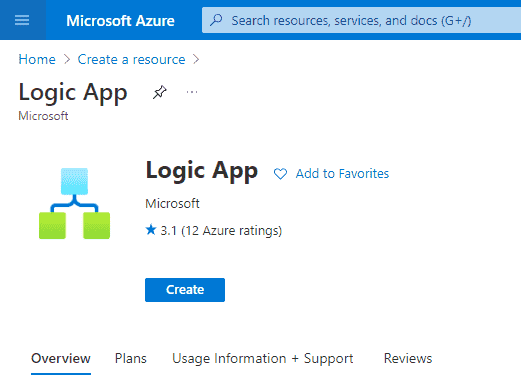 Microsoft Azure
Search resources, services, and docs (G+/)
Home > Create a resource >
Logic App
Microsoft
Logic App
Add to Favorites
Microsoft
3.1 (12 Azure ratings)
Create
Overview Plans Usage Information + Support Reviews